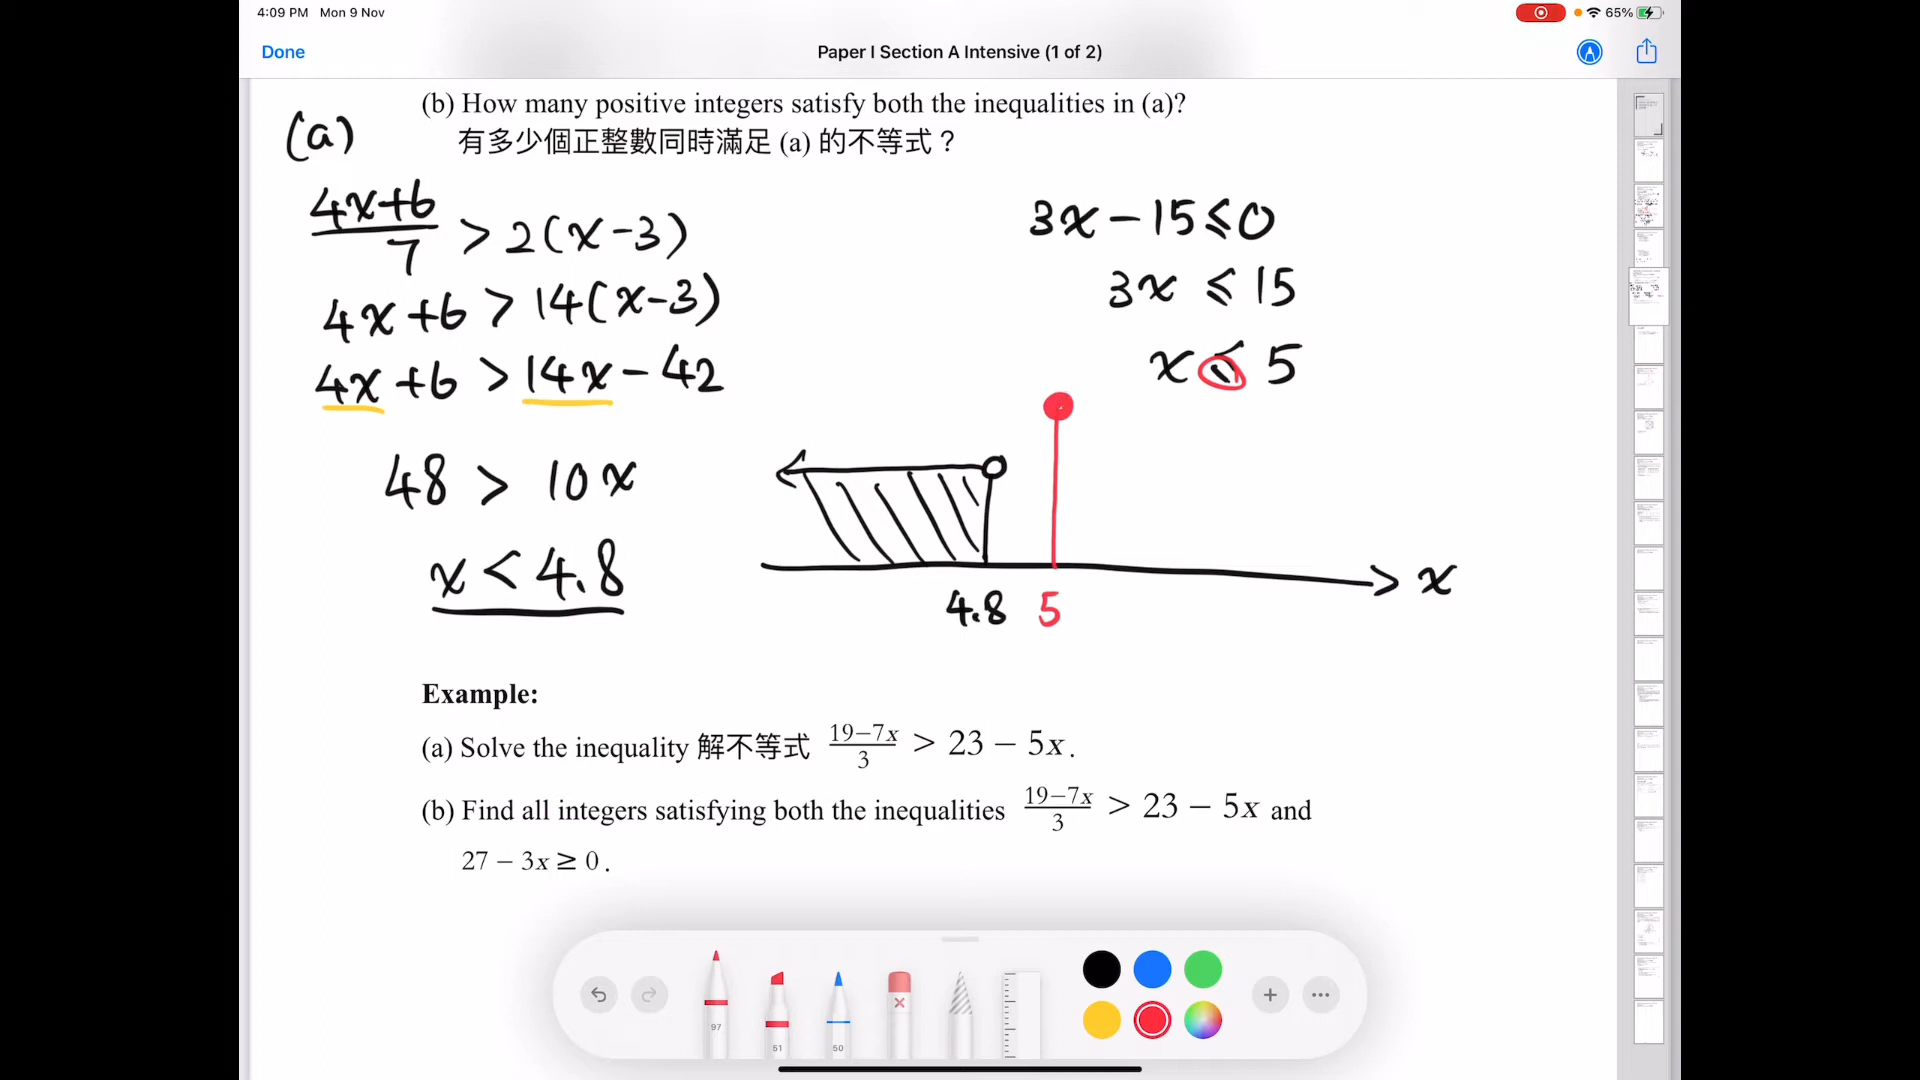 4:09 PM Mon 9 Nov
65%
Done
Paper I Section A Intensive (1 of 2)
(b) How many positive integers satisfy both the inequalities in (a)?
有多少個正整數同時滿足 (a) 的不等式？
(a)
(4x+6)/7 > 2(x-3)
4x+6 > 14(x-3)
4x+6 > 14x-42
48 > 10x
x < 4.8
3x-15≤0
3x ≤ 15
x ≤ 5
x
4.8 5
Example:
(a) Solve the inequality 解不等式 (19−7x)/3 > 23 − 5x.
(b) Find all integers satisfying both the inequalities (19−7x)/3 > 23 − 5x and
27 − 3x ≥ 0.
97
51
50